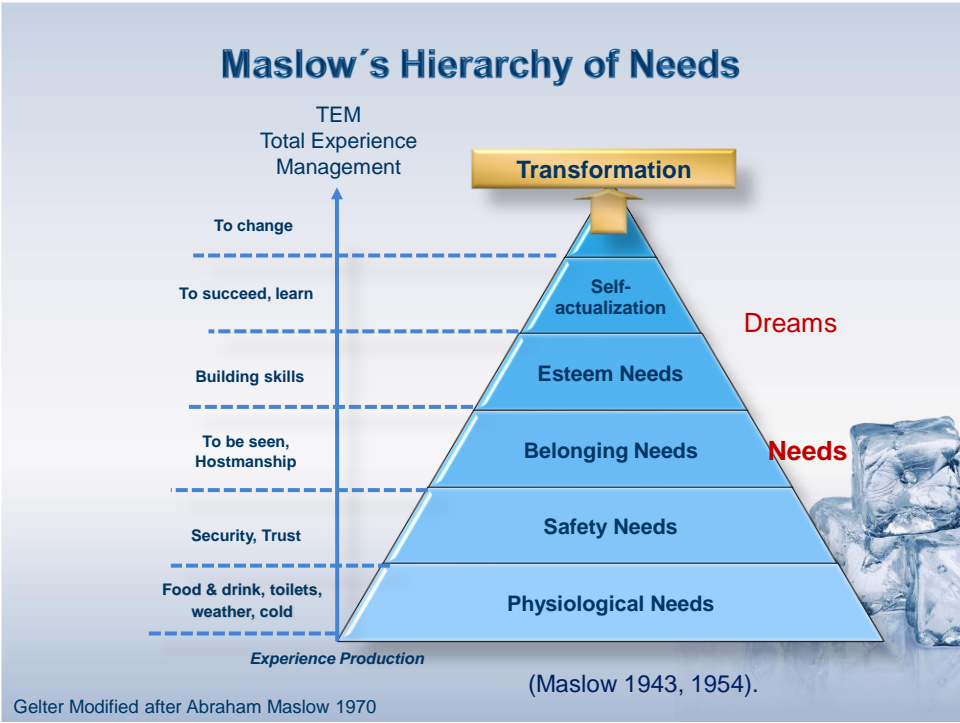 Maslow´s Hierarchy of Needs
TEM
Total Experience
Management
Transformation
To change
To succeed, learn
Self-
actualization
Dreams
Building skills
Esteem Needs
To be seen,
Hostmanship
Belonging Needs
Needs
Security, Trust
Safety Needs
Food & drink, toilets,
weather, cold
Physiological Needs
Experience Production
(Maslow 1943, 1954).
Gelter Modified after Abraham Maslow 1970